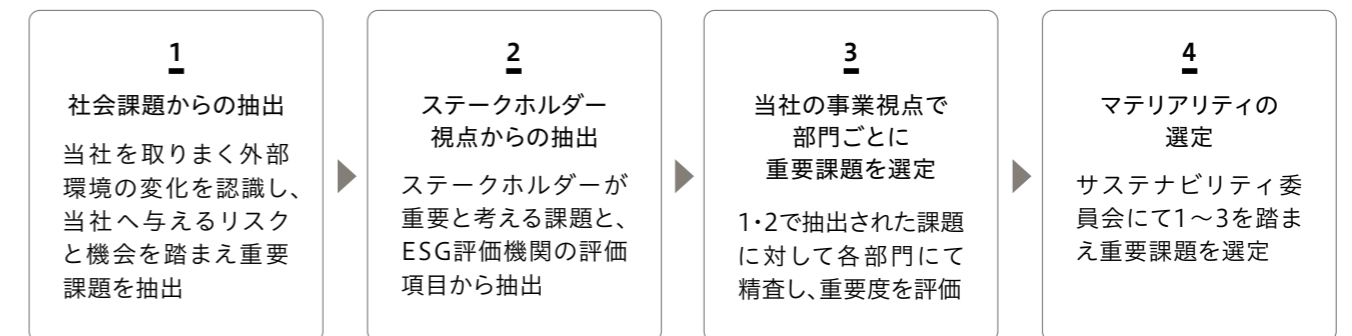 1
社会課題からの抽出
当社を取りまく外部
環境の変化を認識し、
当社へ与えるリスク
と機会を踏まえ重要
課題を抽出
2
ステークホルダー
視点からの抽出
ステークホルダーが
重要と考える課題と、
ESG評価機関の評価
項目から抽出
3
当社の事業視点で
部門ごとに
重要課題を選定
1・2で抽出された課題
に対して各部門にて
精査し、重要度を評価
4
マテリアリティの
選定
サステナビリティ委
員会にて1～3を踏ま
え重要課題を選定